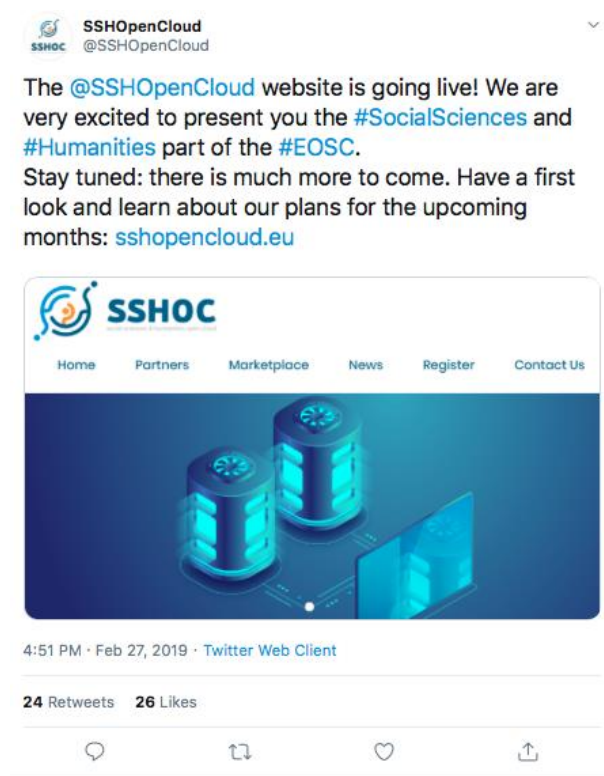 SSHOpenCloud
SSHOC
@SSHOpenCloud
The @SSHOpenCloud website is going live! We are
very excited to present you the #SocialSciences and
#Humanities part of the #EOSC.
Stay tuned: there is much more to come. Have a first
look and learn about our plans for the upcoming
months: sshopencloud.eu
SSHOC
Home Partners Marketplace News Register Contact Us
4:51 PM · Feb 27, 2019 · Twitter Web Client
24 Retweets 26 Likes